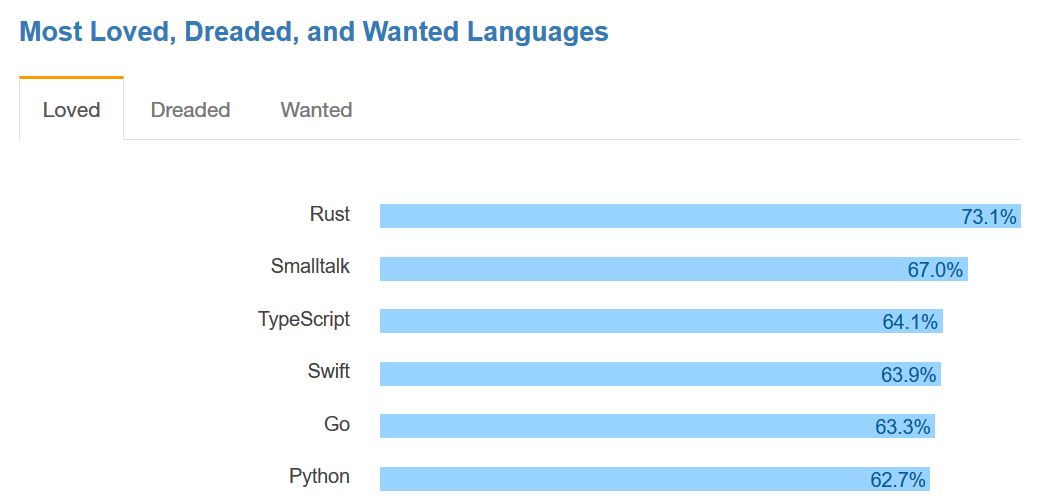 Most Loved, Dreaded, and Wanted Languages
Loved Dreaded Wanted
Rust 73.1%
Smalltalk 67.0%
TypeScript 64.1%
Swift 63.9%
Go 63.3%
Python 62.7%